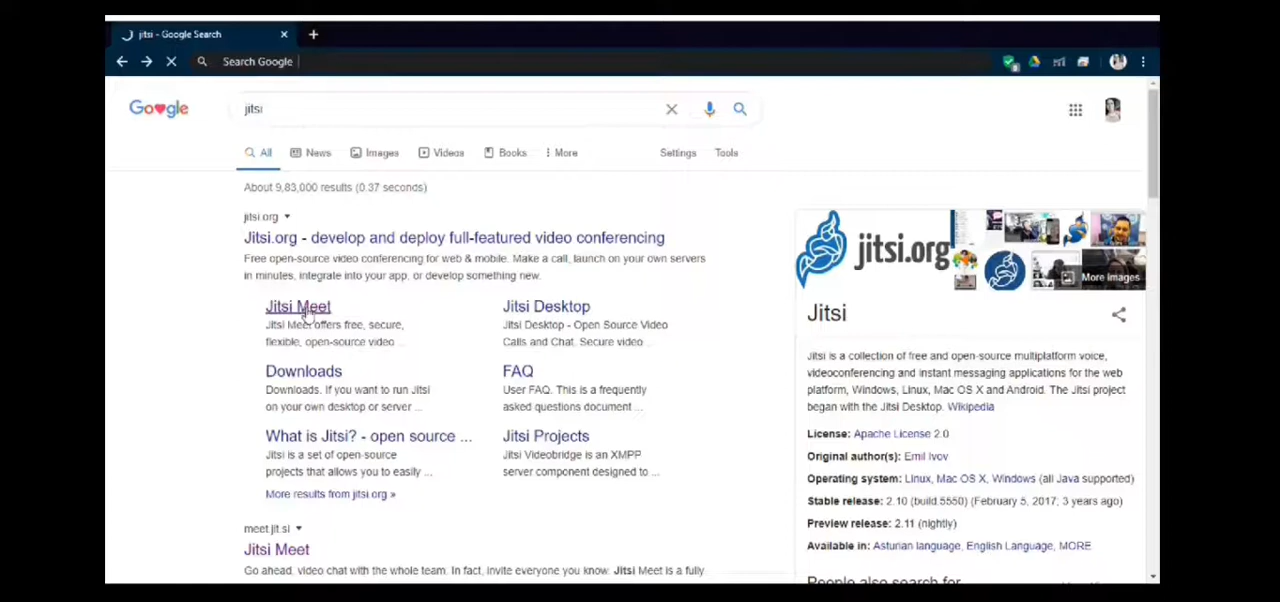 jitsi - Google Search
Search Google
Google
jitsi
All News Images Videos Books More Settings Tools
About 9,83,000 results (0.37 seconds)
jitsi.org
Jitsi.org - develop and deploy full-featured video conferencing
Free open-source video conferencing for web & mobile. Make a call, launch on your own servers
in minutes, integrate into your app, or develop something new.
Jitsi Meet
Jitsi Meet offers free, secure,
flexible, open-source video ...
Jitsi Desktop
Jitsi Desktop - Open Source Video
Calls and Chat. Secure video ...
Downloads
Downloads. If you want to run Jitsi
on your own desktop or server ...
FAQ
User FAQ. This is a frequently
asked questions document ...
What is Jitsi? - open source ...
Jitsi is a set of open-source
projects that allows you to easily ...
Jitsi Projects
Jitsi Videobridge is an XMPP
server component designed to ...
More results from jitsi.org »
meet.jit.si
Jitsi Meet
Go ahead, video chat with the whole team. In fact, invite everyone you know. Jitsi Meet is a fully
jitsi.org
More images
Jitsi
Jitsi is a collection of free and open-source multiplatform voice,
videoconferencing and instant messaging applications for the web
platform, Windows, Linux, Mac OS X and Android. The Jitsi project
began with the Jitsi Desktop. Wikipedia
License: Apache License 2.0
Original author(s): Emil Ivov
Operating system: Linux, Mac OS X, Windows (all Java supported)
Stable release: 2.10 (build.5550) (February 5, 2017; 3 years ago)
Preview release: 2.11 (nightly)
Available in: Asturian language, English Language, MORE
People also search for